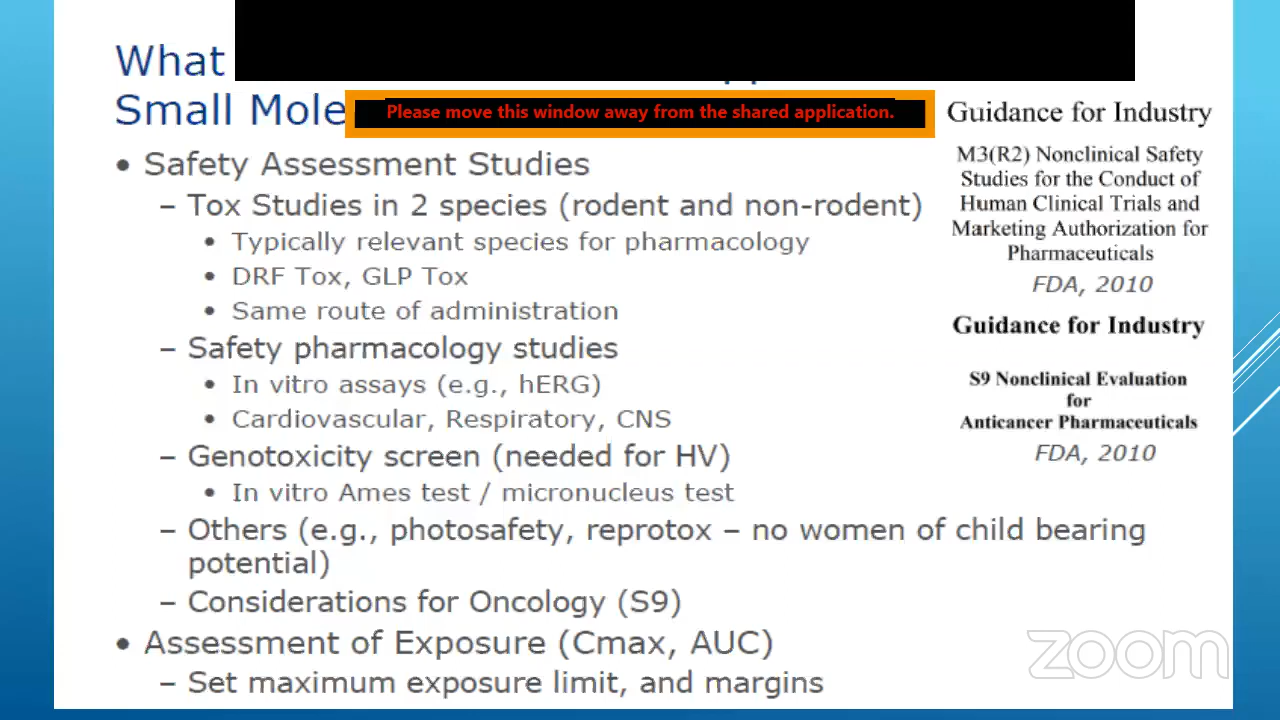 What
Small Mole
Please move this window away from the shared application.
• Safety Assessment Studies
– Tox Studies in 2 species (rodent and non-rodent)
• Typically relevant species for pharmacology
• DRF Tox, GLP Tox
• Same route of administration
– Safety pharmacology studies
• In vitro assays (e.g., hERG)
• Cardiovascular, Respiratory, CNS
– Genotoxicity screen (needed for HV)
• In vitro Ames test / micronucleus test
– Others (e.g., photosafety, reprotox – no women of child bearing
potential)
– Considerations for Oncology (S9)
• Assessment of Exposure (Cmax, AUC)
– Set maximum exposure limit, and margins
Guidance for Industry
M3(R2) Nonclinical Safety
Studies for the Conduct of
Human Clinical Trials and
Marketing Authorization for
Pharmaceuticals
FDA, 2010
Guidance for Industry
S9 Nonclinical Evaluation
for
Anticancer Pharmaceuticals
FDA, 2010
zoom